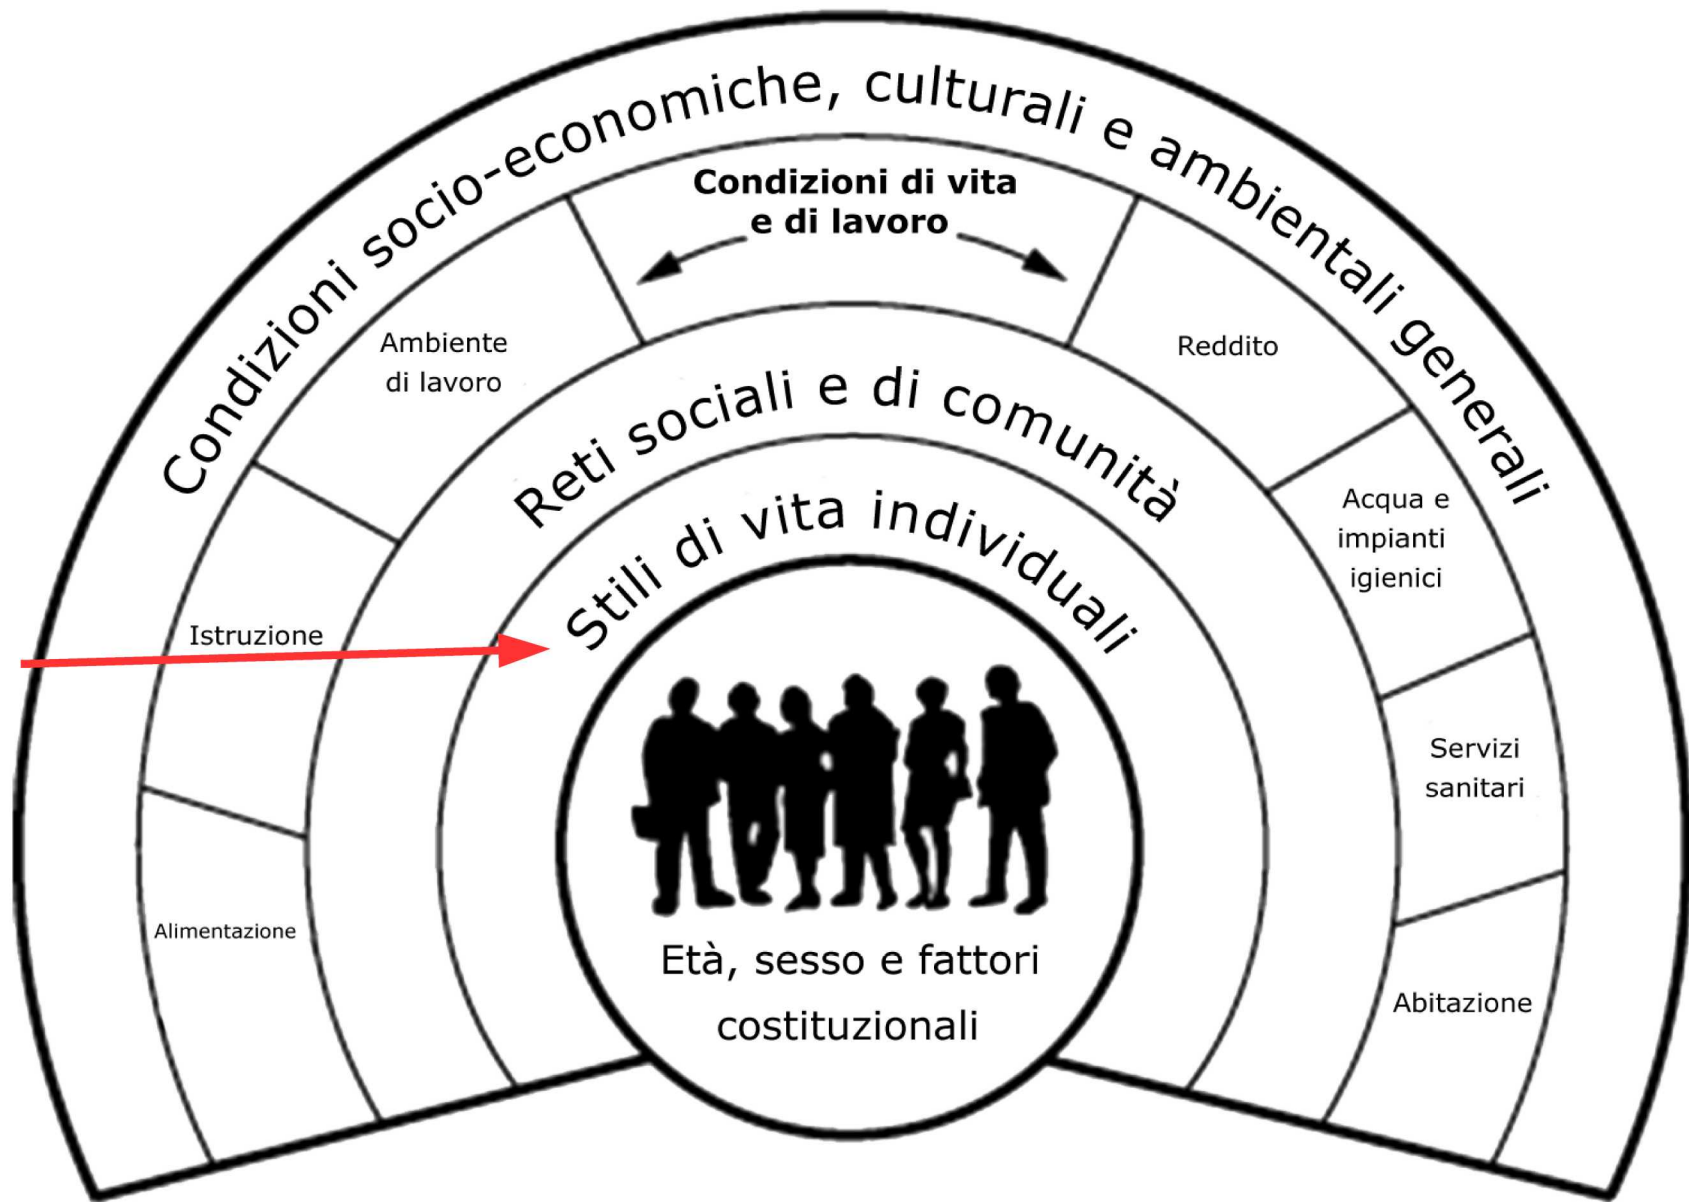 Condizioni socio-economiche, culturali e ambientali generali
Condizioni di vita
e di lavoro
Ambiente
di lavoro
Reddito
Reti sociali e di comunità
Acqua e
impianti
igienici
Stili di vita individuali
Istruzione
Servizi
sanitari
Alimentazione
Età, sesso e fattori
costituzionali
Abitazione